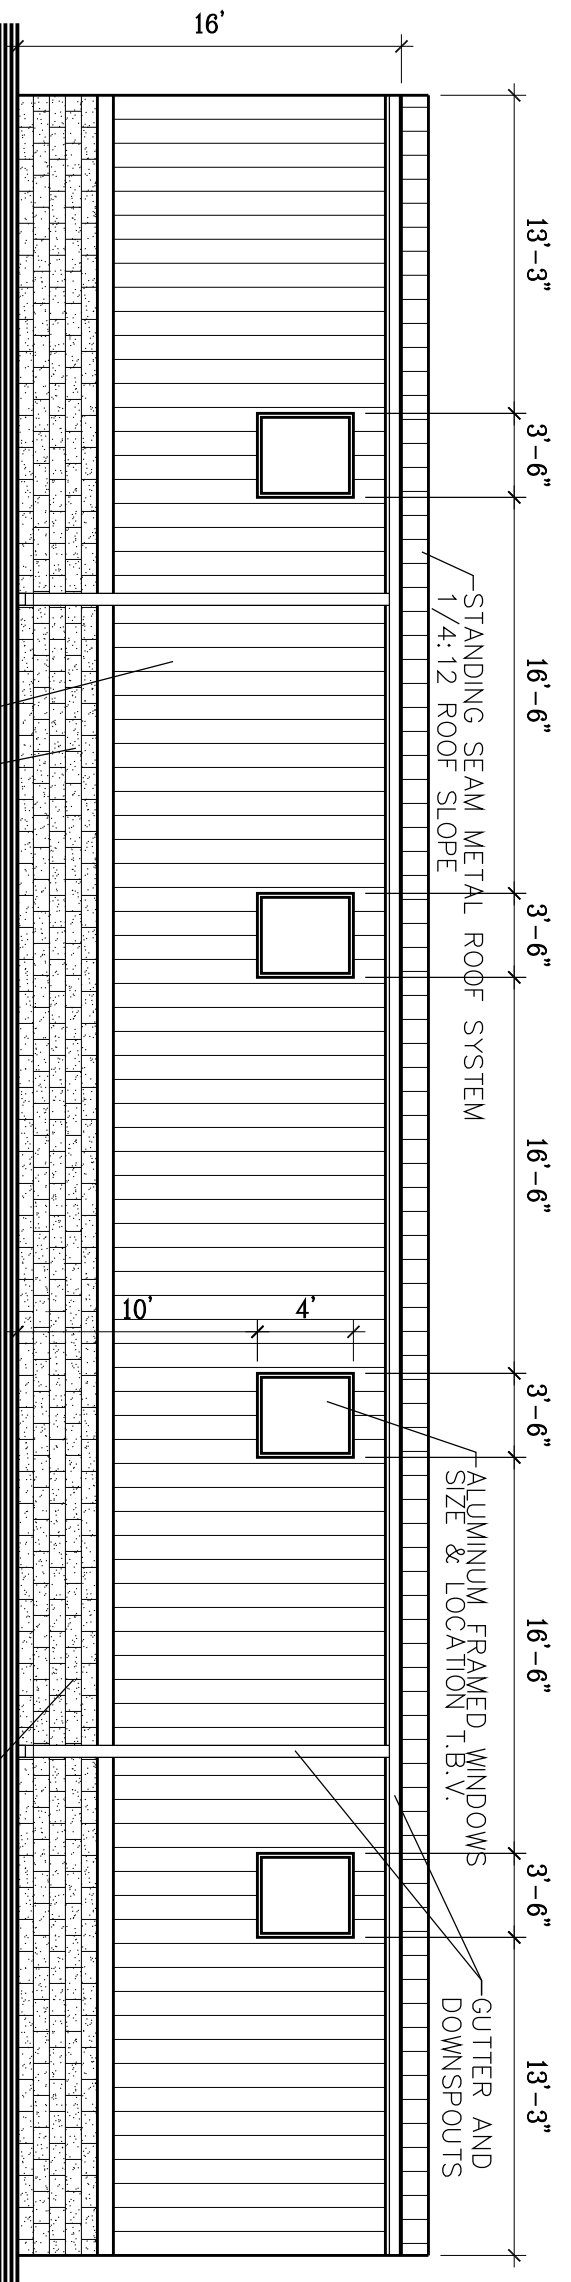 13'-3"
3'-6"
16'-6"
3'-6"
16'-6"
3'-6"
16'-6"
3'-6"
13'-3"
STANDING SEAM METAL ROOF SYSTEM
1/4:12 ROOF SLOPE
ALUMINUM FRAMED WINDOWS
SIZE & LOCATION T.B.V.
GUTTER AND
DOWNSPOUTS
16'
4'
10'